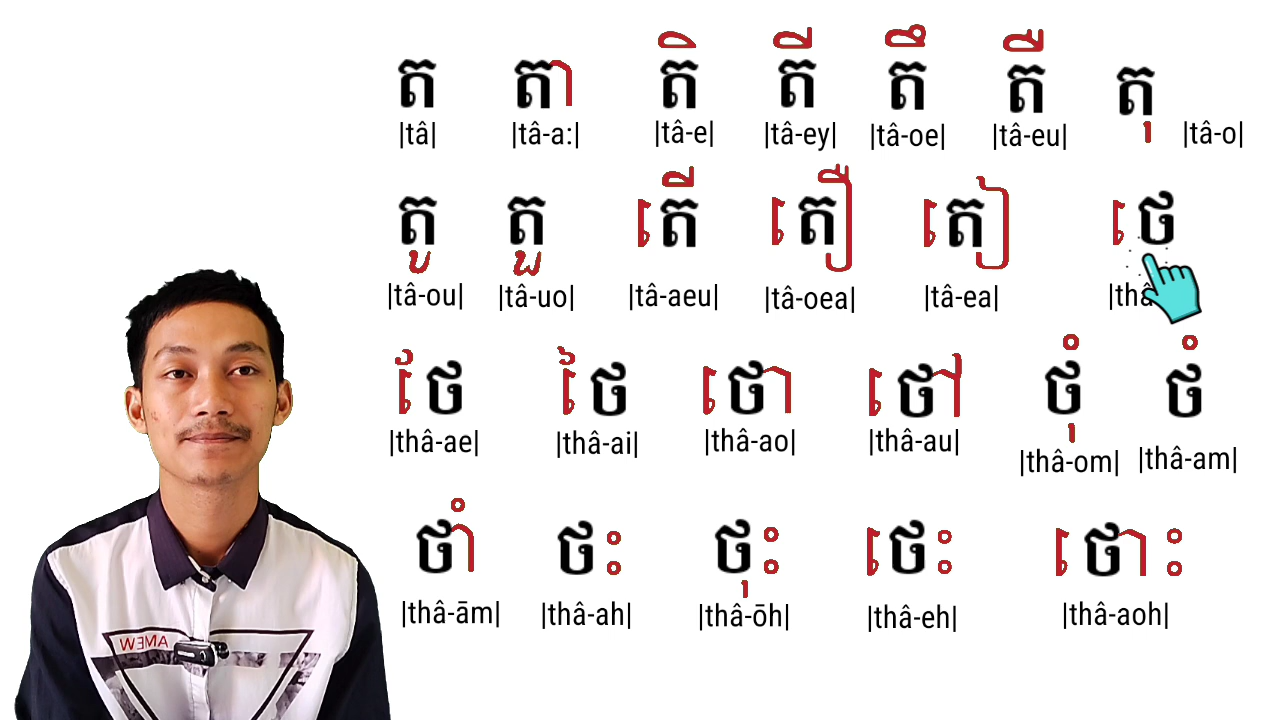 ត តា តិ តី តឹ តឺ តុ
|tâ| |tâ-a:| |tâ-e| |tâ-ey| |tâ-oe| |tâ-eu| |tâ-o|
តូ តួ តើ តឿ តៀ ថេ
|tâ-ou| |tâ-uo| |tâ-aeu| |tâ-oea| |tâ-ea|
ថែ ថៃ ថោ ថៅ ថុំ ថំ
|thâ-ae| |thâ-ai| |thâ-ao| |thâ-au| |thâ-om| |thâ-am|
ថាំ ថះ ថុះ ថេះ ថោះ
|thâ-ām| |thâ-ah| |thâ-ōh| |thâ-eh| |thâ-aoh|